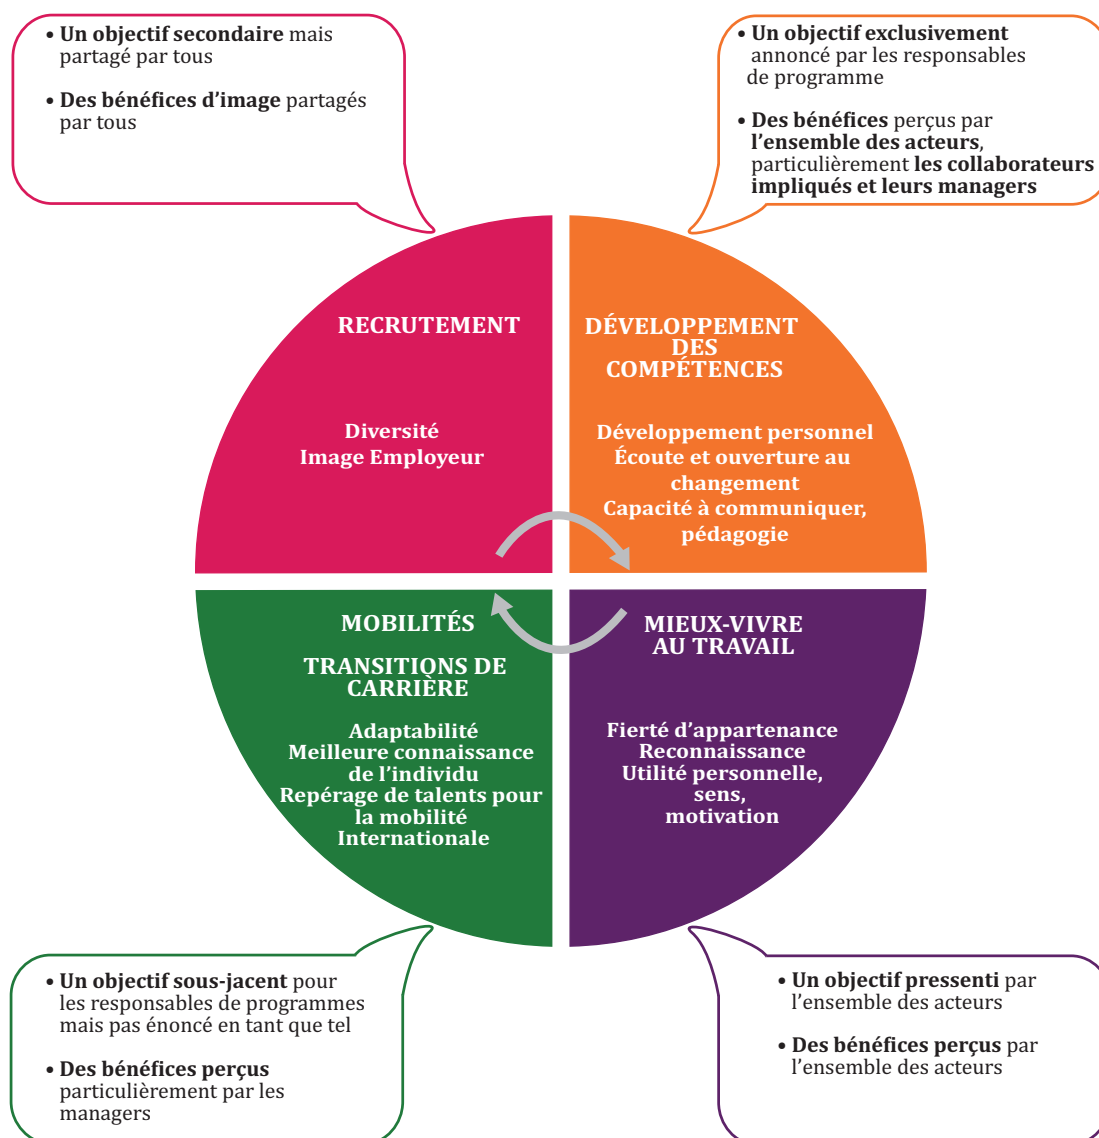 • Un objectif secondaire mais
partagé par tous
• Des bénéfices d'image partagés
par tous
• Un objectif exclusivement
annoncé par les responsables
de programme
• Des bénéfices perçus par
l'ensemble des acteurs,
particulièrement les collaborateurs
impliqués et leurs managers
RECRUTEMENT
Diversité
Image Employeur
DÉVELOPPEMENT
DES
COMPÉTENCES
Développement personnel
Écoute et ouverture au
changement
Capacité à communiquer,
pédagogie
MOBILITÉS
TRANSITIONS DE
CARRIÈRE
Adaptabilité
Meilleure connaissance
de l'individu
Repérage de talents pour
la mobilité
Internationale
MIEUX-VIVRE
AU TRAVAIL
Fierté d'appartenance
Reconnaissance
Utilité personnelle,
sens,
motivation
• Un objectif sous-jacent pour
les responsables de programmes
mais pas énoncé en tant que tel
• Des bénéfices perçus
particulièrement par les
managers
• Un objectif pressenti par
l'ensemble des acteurs
• Des bénéfices perçus par
l'ensemble des acteurs